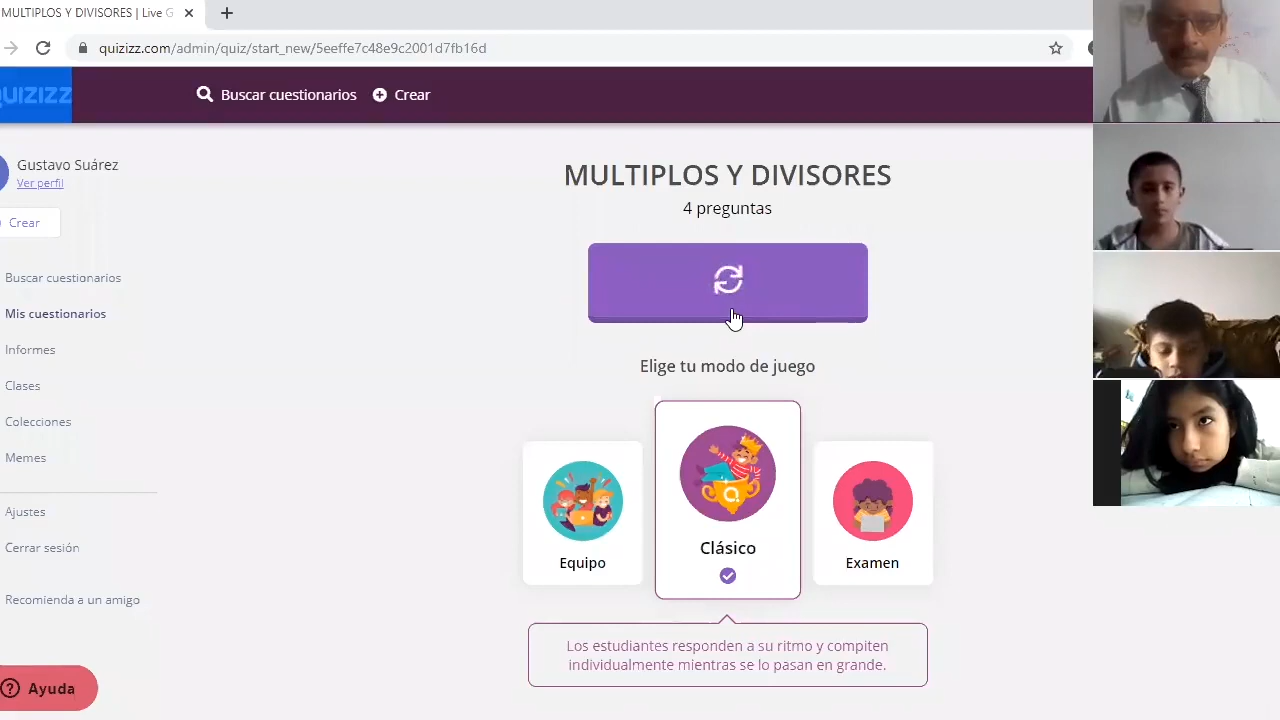 MULTIPLOS Y DIVISORES | Live G
quizizz.com/admin/quiz/start_new/5eeffe7c48e9c2001d7fb16d
QUIZIZZ
Buscar cuestionarios
Crear
Gustavo Suárez
Ver perfil
Crear
Buscar cuestionarios
Mis cuestionarios
Informes
Clases
Colecciones
Memes
Ajustes
Cerrar sesión
Recomienda a un amigo
Ayuda
MULTIPLOS Y DIVISORES
4 preguntas
Elige tu modo de juego
Equipo
Clásico
Examen
Los estudiantes responden a su ritmo y compiten
individualmente mientras se lo pasan en grande.